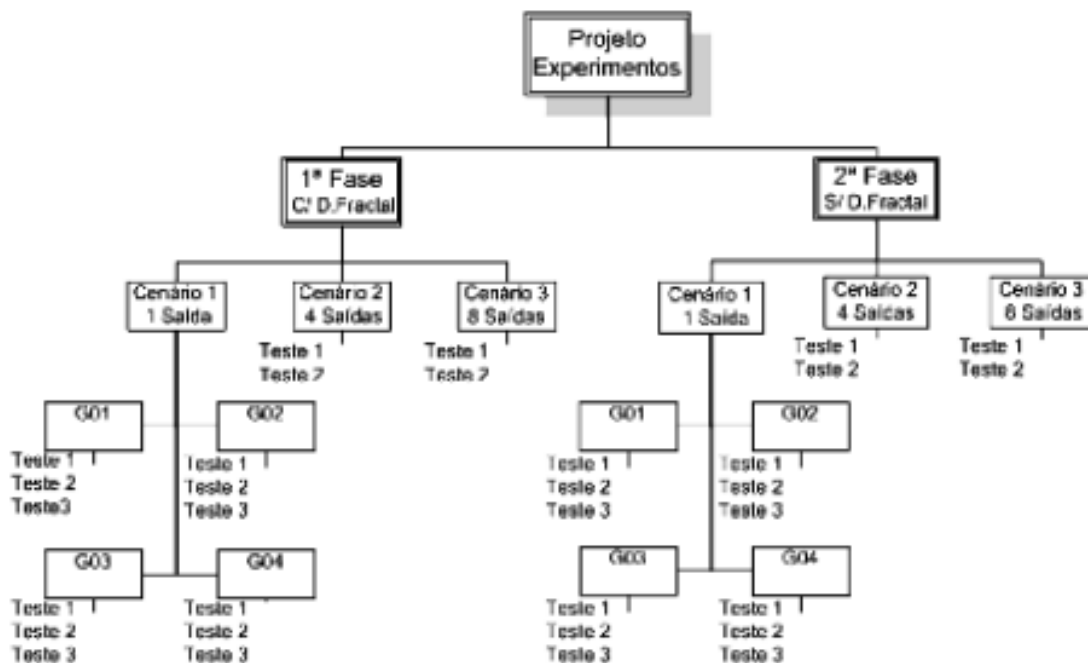 Projeto
Experimentos
1ª Fase
C/ D.Fractal
2ª Fase
S/ D.Fractal
Cenário 1
1 Saída
Cenário 2
4 Saídas
Cenário 3
8 Saídas
Cenário 1
1 Saída
Cenário 2
4 Saídas
Cenário 3
6 Saídas
Teste 1
Teste 2
Teste 1
Teste 2
Teste 1
Teste 2
Teste 1
Teste 2
G01
G02
G01
G02
Teste 1
Teste 2
Teste3
Teste 1
Teste 2
Teste 3
Teste 1
Teste 2
Teste 3
Teste 1
Teste 2
Teste 3
G03
G04
G03
G04
Teste 1
Teste 2
Teste 3
Teste 1
Teste 2
Teste 3
Teste 1
Teste 2
Teste 3
Teste 1
Teste 2
Teste 3